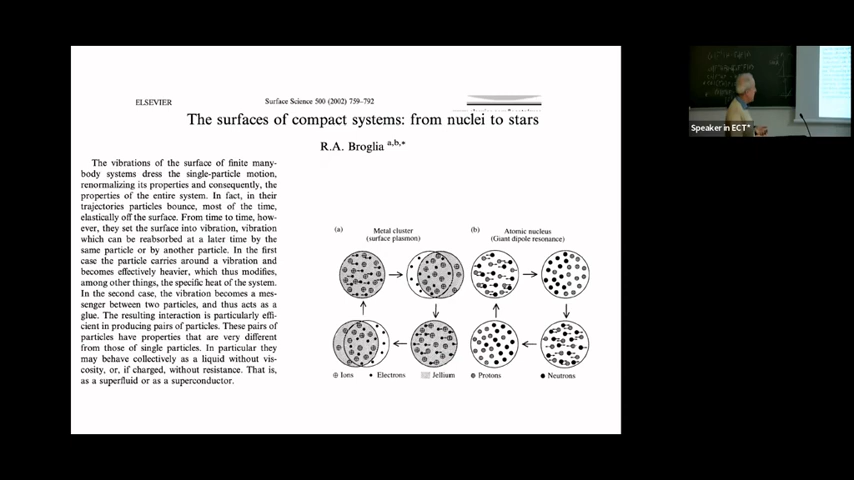 ELSEVIER
Surface Science 500 (2002) 759–792
The surfaces of compact systems: from nuclei to stars
R.A. Broglia a,b,*
The vibrations of the surface of finite many-
body systems dress the single-particle motion,
renormalizing its properties and consequently, the
properties of the entire system. In fact, in their
trajectories particles bounce, most of the time,
elastically off the surface. From time to time, how-
ever, they set the surface into vibration, vibration
which can be reabsorbed at a later time by the
same particle or by another particle. In the first
case the particle carries around a vibration and
becomes effectively heavier, which thus modifies,
among other things, the specific heat of the system.
In the second case, the vibration becomes a mes-
senger between two particles, and thus acts as a
glue. The resulting interaction is particularly effi-
cient in producing pairs of particles. These pairs of
particles have properties that are very different
from those of single particles. In particular they
may behave collectively as a liquid without vis-
cosity, or, if charged, without resistance. That is,
as a superfluid or as a superconductor.
(a) Metal cluster
(surface plasmon)
(b) Atomic nucleus
(Giant dipole resonance)
Ions
Electrons
Jellium
Protons
Neutrons
Speaker in ECT*